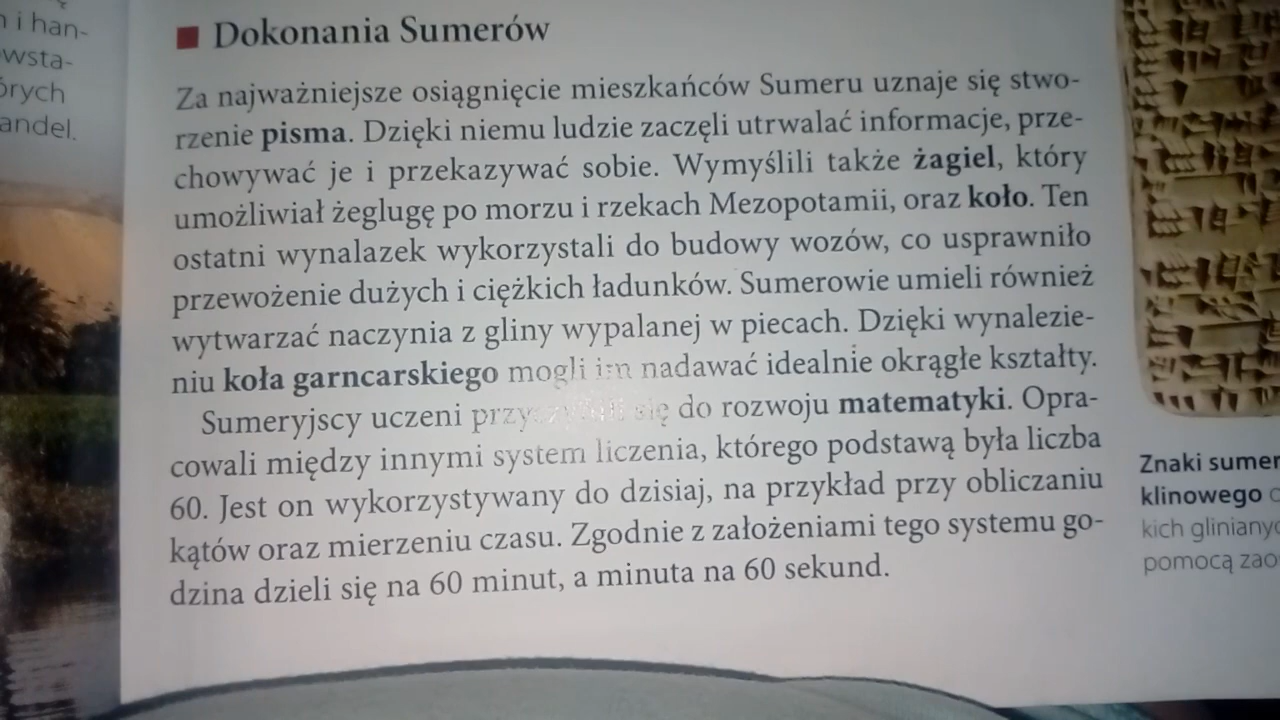 i han-
wsta-
órych
andel.
Dokonania Sumerów
Za najważniejsze osiągnięcie mieszkańców Sumeru uznaje się stwo-
rzenie pisma. Dzięki niemu ludzie zaczęli utrwalać informacje, prze-
chowywać je i przekazywać sobie. Wymyślili także żagiel, który
umożliwiał żeglugę po morzu i rzekach Mezopotamii, oraz koło. Ten
ostatni wynalazek wykorzystali do budowy wozów, co usprawniło
przewożenie dużych i ciężkich ładunków. Sumerowie umieli również
wytwarzać naczynia z gliny wypalanej w piecach. Dzięki wynalezie-
niu koła garncarskiego mogli im nadawać idealnie okrągłe kształty.
Sumeryjscy uczeni się do rozwoju matematyki. Opra-
cowali między innymi system liczenia, którego podstawą była liczba
60. Jest on wykorzystywany do dzisiaj, na przykład przy obliczaniu
kątów oraz mierzeniu czasu. Zgodnie z założeniami tego systemu go-
dzina dzieli się na 60 minut, a minuta na 60 sekund.
Znaki sumer
klinowego
kich gliniany
pomocą zao